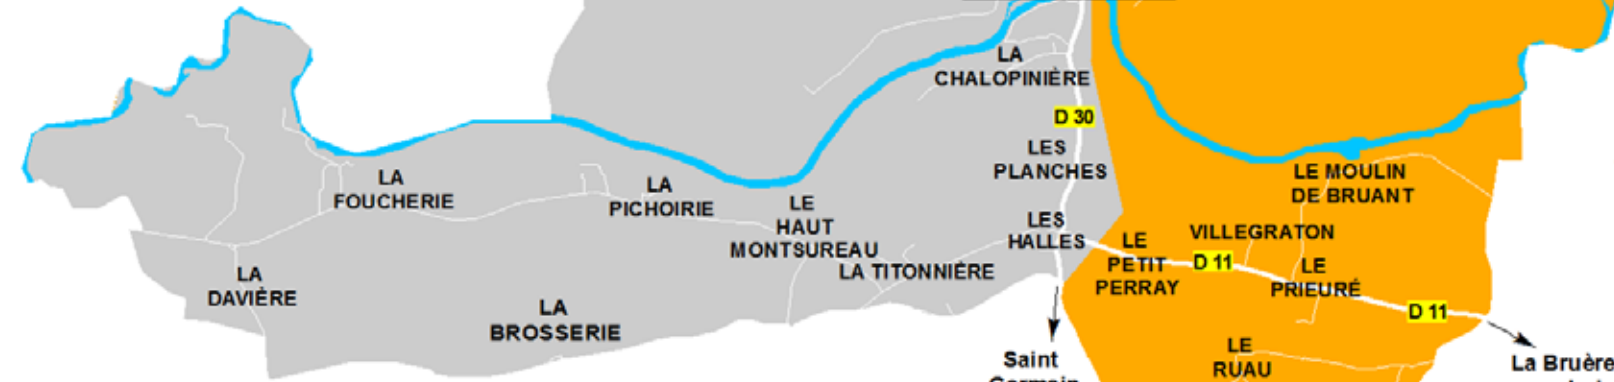 LA
CHALOPINIÈRE
D 30
LES
PLANCHES
LA
FOUCHERIE
LA
PICHOIRIE
LE
HAUT
MONTSUREAU
LES
HALLES
LA TITONNIÈRE
LA
DAVIÈRE
LA
BROSSERIE
LE MOULIN
DE BRUANT
VILLEGRATON
LE
PETIT
PERRAY
D 11
LE
PRIEURÉ
D 11
LE
RUAU
Saint
Germain
La Bruère